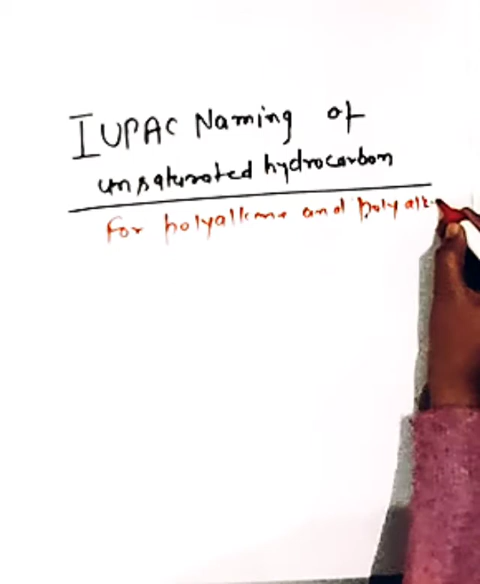 IUPAC Naming of
unsaturated hydrocarbon
For polyalkene and polyalk